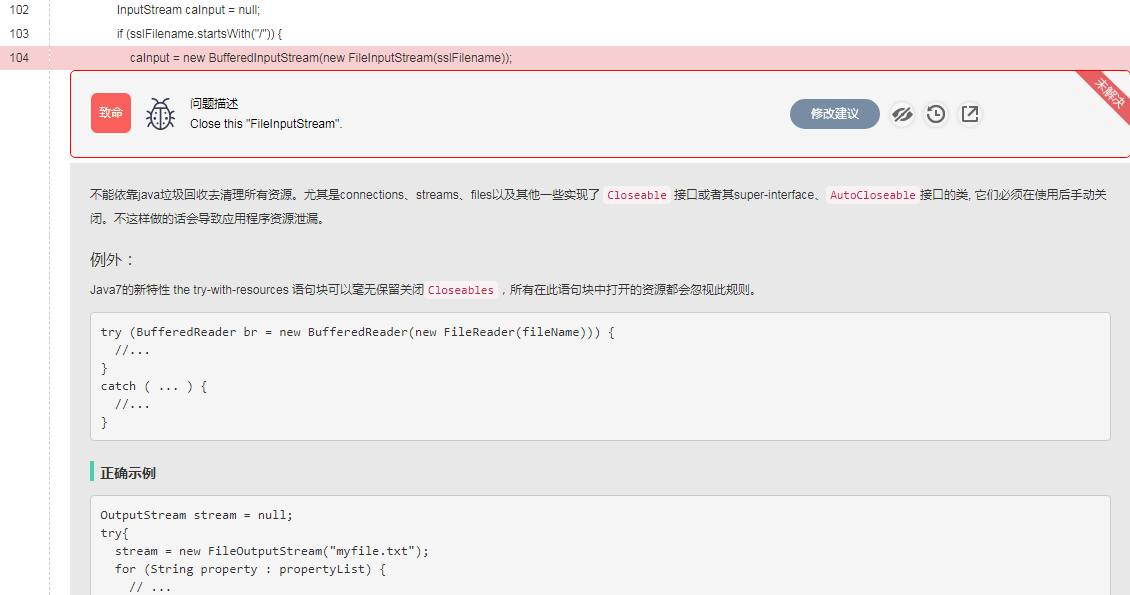 102 InputStream caInput = null;
103 if (sslFilename.startsWith("/")) {
104 caInput = new BufferedInputStream(new FileInputStream(sslFilename));
未解决
致命
问题描述
Close this "FileInputStream".
修改建议
不能依靠java垃圾回收去清理所有资源。尤其是connections、streams、files以及其他一些实现了 Closeable 接口或者其super-interface、 AutoCloseable 接口的类, 它们必须在使用后手动关
闭。不这样做的话会导致应用程序资源泄漏。
例外：
Java7的新特性 the try-with-resources 语句块可以毫无保留关闭 Closeables ，所有在此语句块中打开的资源都会忽视此规则。
try (BufferedReader br = new BufferedReader(new FileReader(fileName))) {
//...
}
catch ( ... ) {
//...
}
正确示例
OutputStream stream = null;
try{
stream = new FileOutputStream("myfile.txt");
for (String property : propertyList) {
// ...